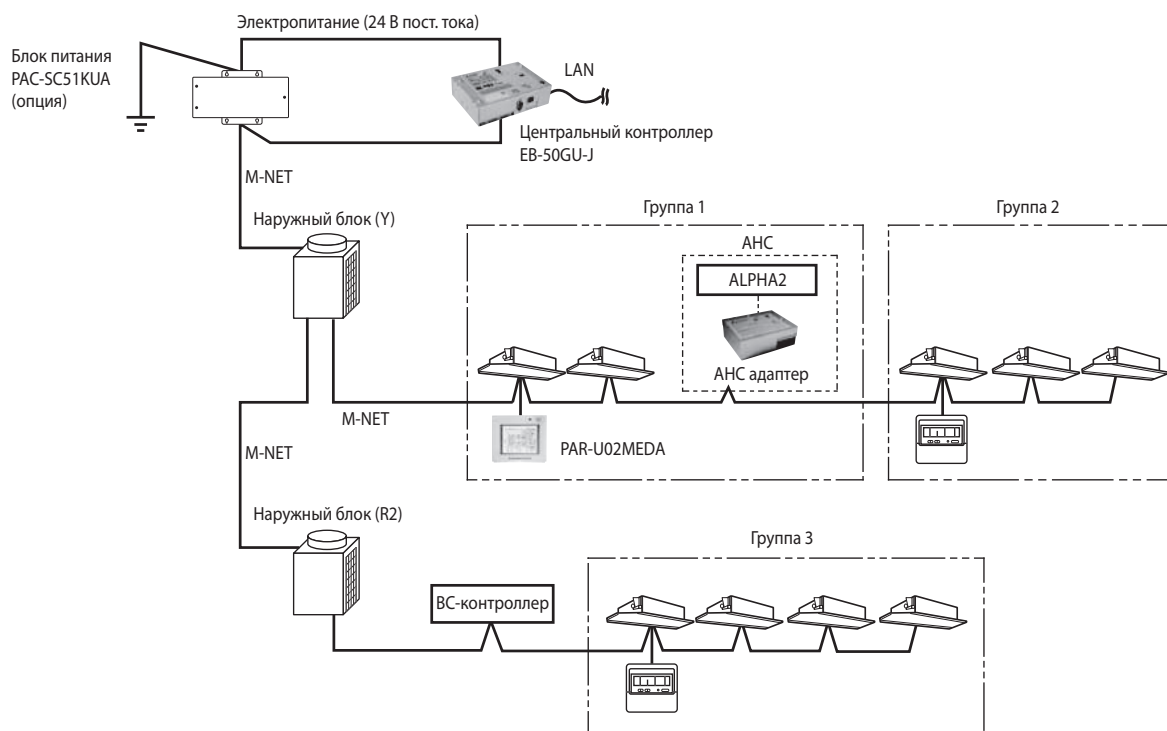 Электропитание (24 В пост. тока)
Блок питания
PAC-SC51KUA
(опция)
LAN
Центральный контроллер
EB-50GU-J
M-NET
Наружный блок (Y)
Группа 1
Группа 2
AHC
ALPHA2
AHC адаптер
M-NET
PAR-U02MEDA
M-NET
Наружный блок (R2)
Группа 3
BC-контроллер